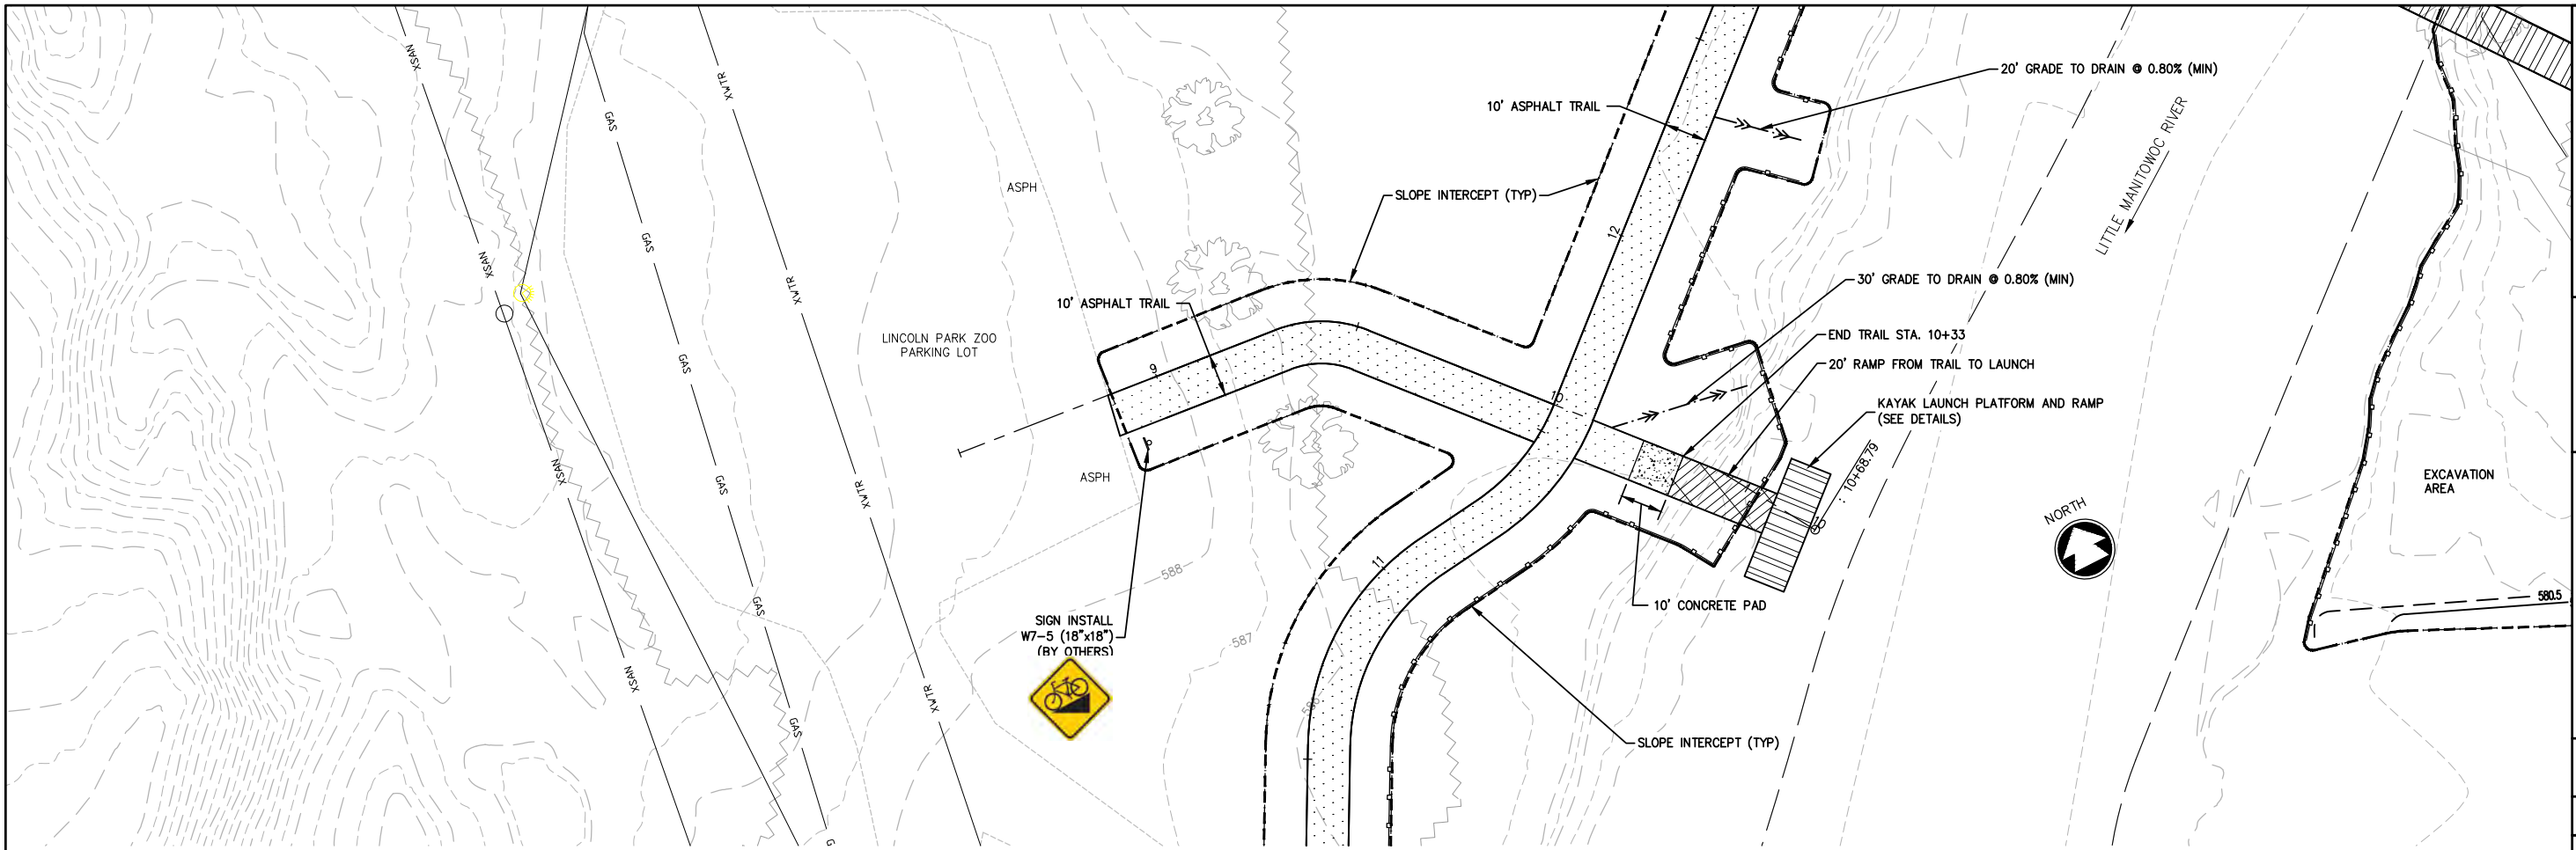 XSAN
XWTR
GAS
20' GRADE TO DRAIN @ 0.80% (MIN)
10' ASPHALT TRAIL
LITTLE MANITOWOC RIVER
ASPH
SLOPE INTERCEPT (TYP)
GAS
12
XSAN
XWTR
30' GRADE TO DRAIN @ 0.80% (MIN)
10' ASPHALT TRAIL
END TRAIL STA. 10+33
LINCOLN PARK ZOO
PARKING LOT
20' RAMP FROM TRAIL TO LAUNCH
GAS
9
10
KAYAK LAUNCH PLATFORM AND RAMP
(SEE DETAILS)
XSAN
ASPH
GAS
XWTR
10+68.79
10
EXCAVATION
AREA
NORTH
11
588
GAS
10' CONCRETE PAD
580.5
SIGN INSTALL
W7-5 (18"x18")
(BY OTHERS)
587
XSAN
XWTR
GAS
SLOPE INTERCEPT (TYP)
G